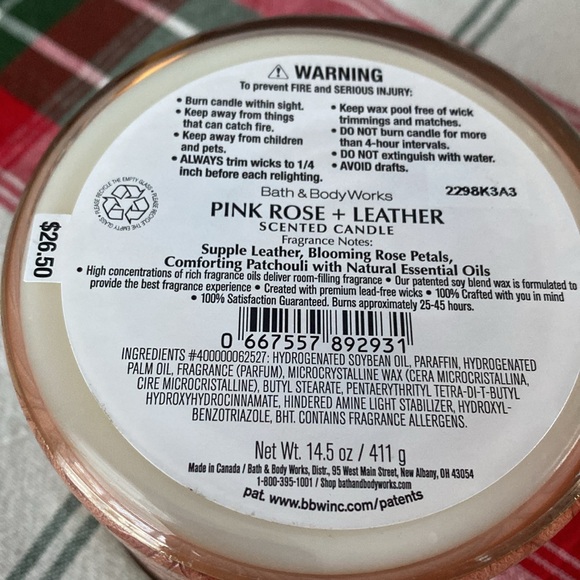 ⚠ WARNING
To prevent FIRE and SERIOUS INJURY:
• Burn candle within sight.
• Keep away from things
that can catch fire.
• Keep away from children
and pets.
• ALWAYS trim wicks to 1/4
inch before each relighting.
• Keep wax pool free of wick
trimmings and matches.
• DO NOT burn candle for more
than 4-hour intervals.
• DO NOT extinguish with water.
• AVOID drafts.
PLEASE RECYCLE THE EMPTY GLASS • PLEASE RECYCLE THE EMPTY GLASS •
$26.50
Bath & Body Works
2298K3A3
PINK ROSE + LEATHER
SCENTED CANDLE
Fragrance Notes:
Supple Leather, Blooming Rose Petals,
Comforting Patchouli with Natural Essential Oils
• High concentrations of rich fragrance oils deliver room-filling fragrance • Our patented soy blend wax is formulated to
provide the best fragrance experience • Created with premium lead-free wicks • 100% Crafted with you in mind
• 100% Satisfaction Guaranteed. Burns approximately 25-45 hours.
0 667557 892931
INGREDIENTS #400000062527: HYDROGENATED SOYBEAN OIL, PARAFFIN, HYDROGENATED
PALM OIL, FRAGRANCE (PARFUM), MICROCRYSTALLINE WAX (CERA MICROCRISTALLINA,
CIRE MICROCRISTALLINE), BUTYL STEARATE, PENTAERYTHRITYL TETRA-DI-T-BUTYL
HYDROXYHYDROCINNAMATE, HINDERED AMINE LIGHT STABILIZER, HYDROXYL-
BENZOTRIAZOLE, BHT. CONTAINS FRAGRANCE ALLERGENS.
Net Wt. 14.5 oz / 411 g
Made in Canada / Bath & Body Works, Distr., 95 West Main Street, New Albany, OH 43054
1-800-395-1001 / Shop bathandbodyworks.com
pat. www.bbwinc.com/patents